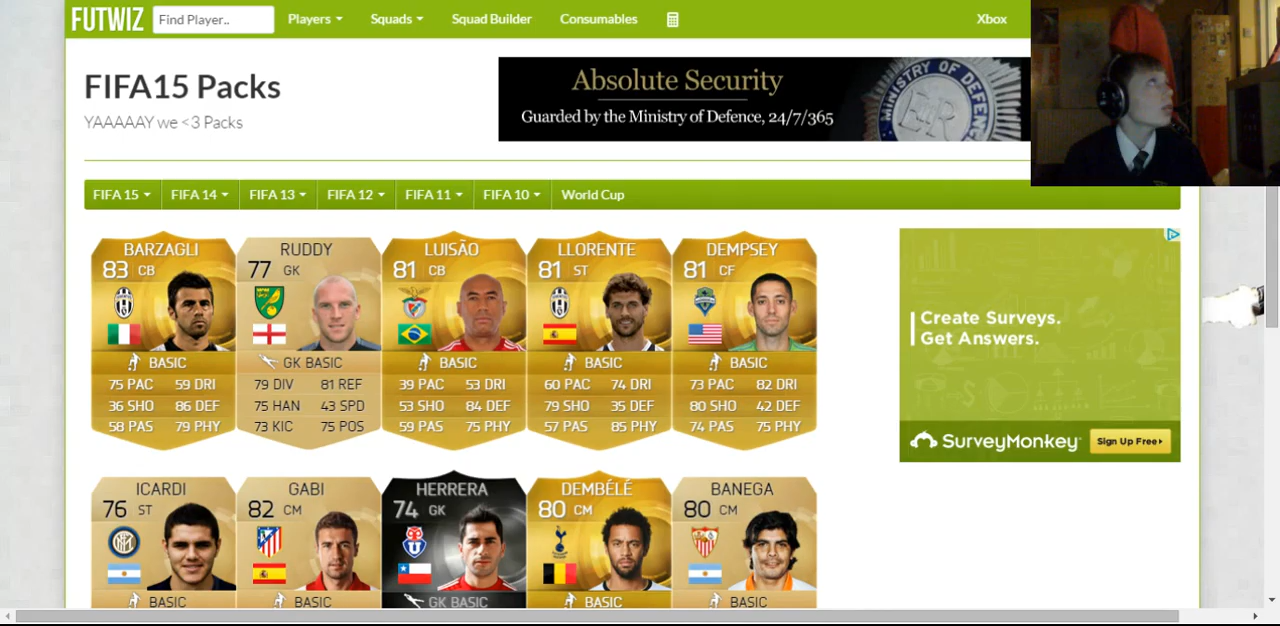 FUTWIZ Find Player.. Players Squads Squad Builder Consumables Xbox
FIFA15 Packs
YAAAAAY we <3 Packs
Absolute Security
Guarded by the Ministry of Defence, 24/7/365
MINISTRY OF DEFENCE
FIFA 15 FIFA 14 FIFA 13 FIFA 12 FIFA 11 FIFA 10 World Cup
BARZAGLI RUDDY LUISÃO LLORENTE DEMPSEY
83 CB 77 GK 81 CB 81 ST 81 CF
BASIC GK BASIC BASIC BASIC BASIC
75 PAC 59 DRI 79 DIV 81 REF 39 PAC 53 DRI 60 PAC 74 DRI 73 PAC 82 DRI
36 SHO 86 DEF 75 HAN 43 SPD 53 SHO 84 DEF 79 SHO 35 DEF 80 SHO 42 DEF
58 PAS 79 PHY 73 KIC 75 POS 59 PAS 75 PHY 57 PAS 85 PHY 74 PAS 75 PHY
Create Surveys.
Get Answers.
SurveyMonkey Sign Up Free
ICARDI GABI HERRERA DEMBÉLÉ BANEGA
76 ST 82 CM 74 GK 80 CM 80 CM
BASIC BASIC GK BASIC BASIC BASIC